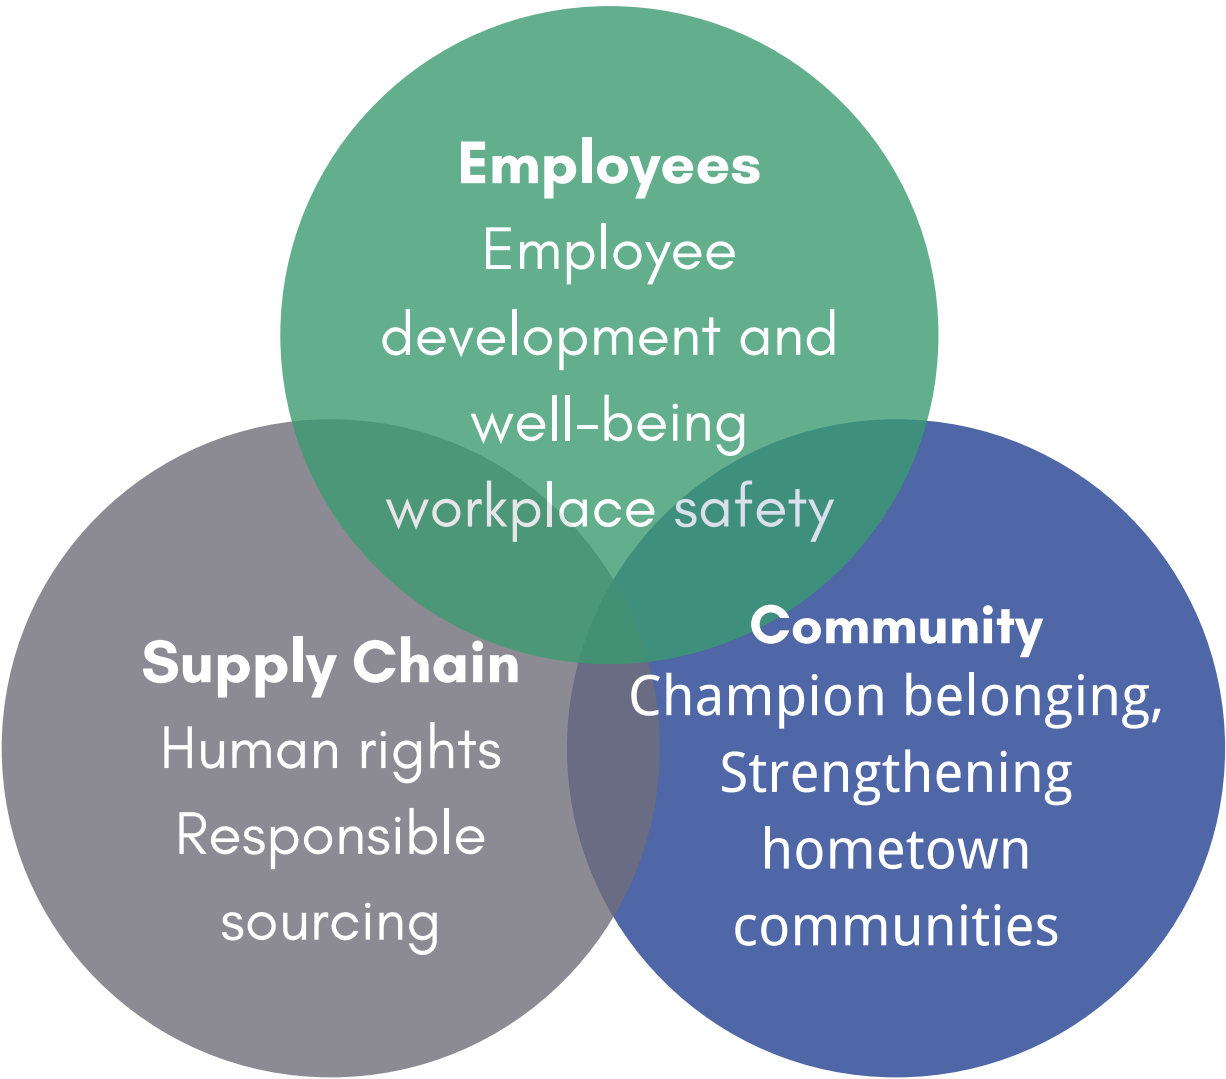 Employees
Employee
development and
well-being
workplace safety
Supply Chain
Human rights
Responsible
sourcing
Community
Champion belonging,
Strengthening
hometown
communities